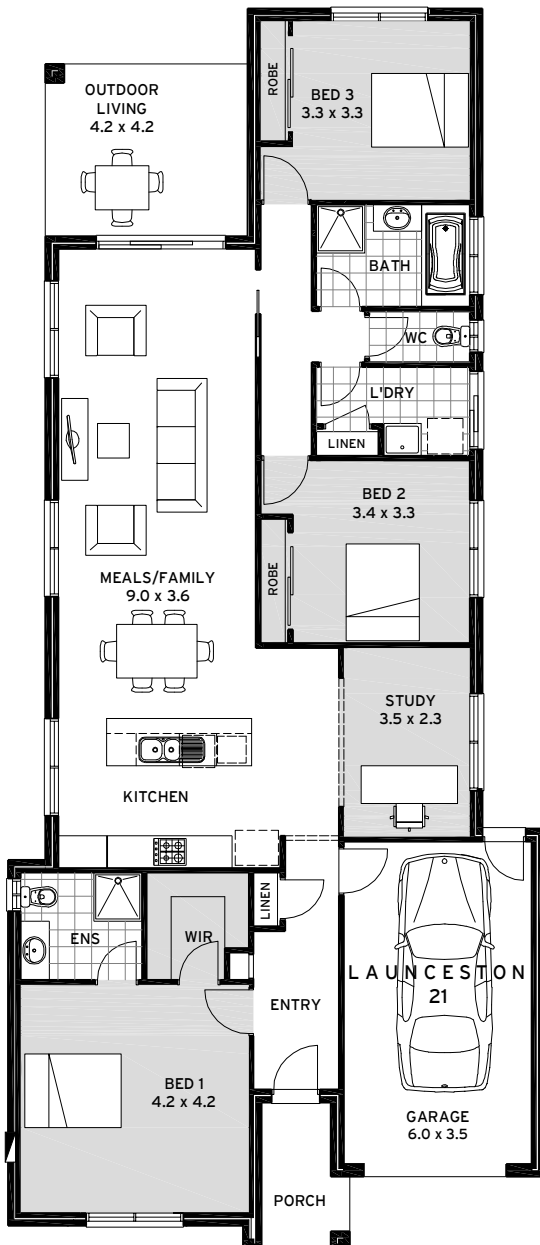 OUTDOOR
LIVING
4.2 x 4.2
ROBE
BED 3
3.3 x 3.3
BATH
WC
L'DRY
LINEN
BED 2
3.4 x 3.3
ROBE
MEALS/FAMILY
9.0 x 3.6
STUDY
3.5 x 2.3
KITCHEN
LINEN
ENS
WIR
LAUNCESTON
21
ENTRY
BED 1
4.2 x 4.2
GARAGE
6.0 x 3.5
PORCH